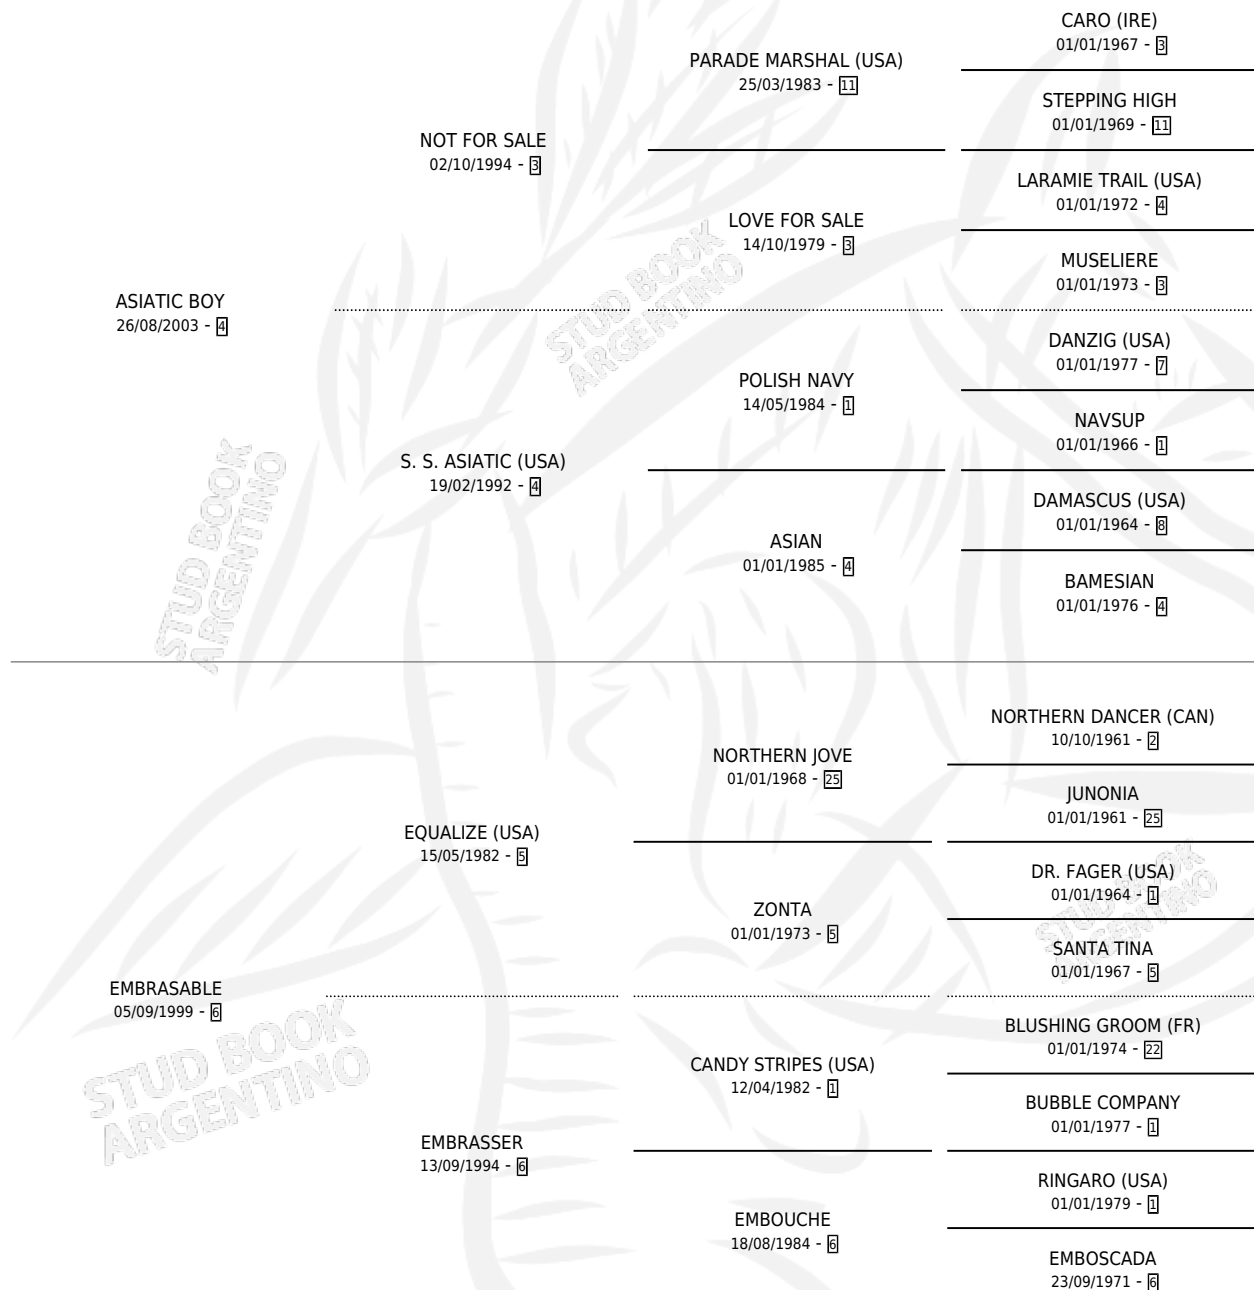 CARO (IRE)
01/01/1967 - 3
PARADE MARSHAL (USA)
25/03/1983 - 11
STEPPING HIGH
01/01/1969 - 11
NOT FOR SALE
02/10/1994 - 3
LARAMIE TRAIL (USA)
01/01/1972 - 4
LOVE FOR SALE
14/10/1979 - 3
MUSELIERE
01/01/1973 - 3
ASIATIC BOY
26/08/2003 - 4
STUD BOOK
ARGENTINO
DANZIG (USA)
01/01/1977 - 7
POLISH NAVY
14/05/1984 - 1
NAVSUP
01/01/1966 - 1
S. S. ASIATIC (USA)
19/02/1992 - 4
DAMASCUS (USA)
01/01/1964 - 8
ASIAN
01/01/1985 - 4
BAMESIAN
01/01/1976 - 4
STUD BOOK
ARGENTINO
NORTHERN DANCER (CAN)
10/10/1961 - 2
NORTHERN JOVE
01/01/1968 - 25
JUNONIA
01/01/1961 - 25
EQUALIZE (USA)
15/05/1982 - 5
DR. FAGER (USA)
01/01/1964 - 1
ZONTA
01/01/1973 - 5
STUD BOOK
ARGENTINO
SANTA TINA
01/01/1967 - 5
EMBRASABLE
05/09/1999 - 6
STUD BOOK
ARGENTINO
BLUSHING GROOM (FR)
01/01/1974 - 22
CANDY STRIPES (USA)
12/04/1982 - 1
BUBBLE COMPANY
01/01/1977 - 1
EMBRASSER
13/09/1994 - 6
RINGARO (USA)
01/01/1979 - 1
EMBOUCHE
18/08/1984 - 6
EMBOSCADA
23/09/1971 - 6